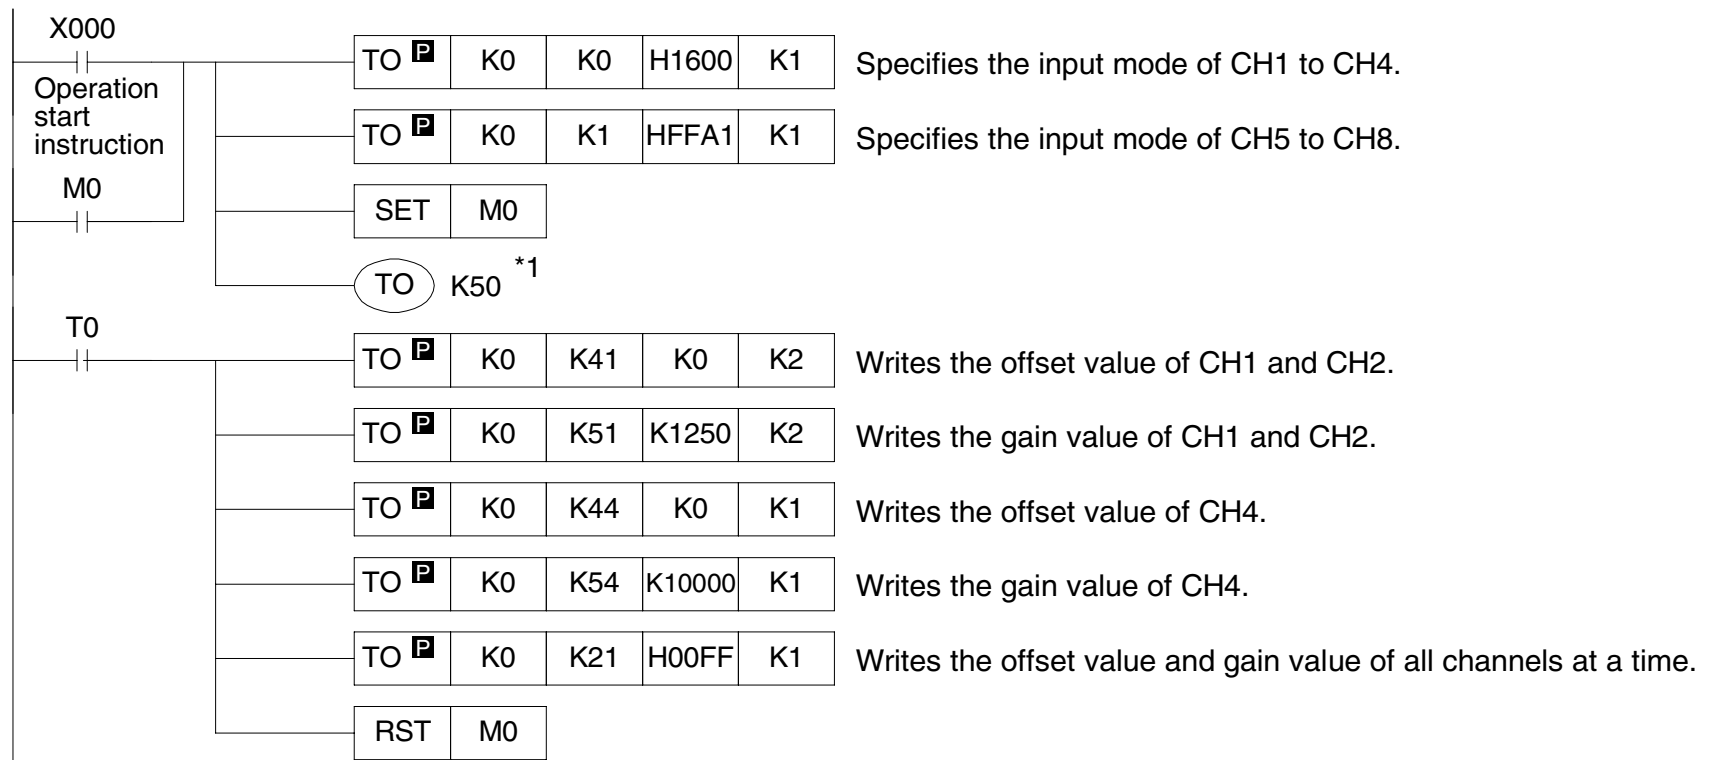 X000
TO P K0 K0 H1600 K1 Specifies the input mode of CH1 to CH4.
Operation
start
instruction
TO P K0 K1 HFFA1 K1 Specifies the input mode of CH5 to CH8.
M0
SET M0
TO K50 *1
T0
TO P K0 K41 K0 K2 Writes the offset value of CH1 and CH2.
TO P K0 K51 K1250 K2 Writes the gain value of CH1 and CH2.
TO P K0 K44 K0 K1 Writes the offset value of CH4.
TO P K0 K54 K10000 K1 Writes the gain value of CH4.
TO P K0 K21 H00FF K1 Writes the offset value and gain value of all channels at a time.
RST M0